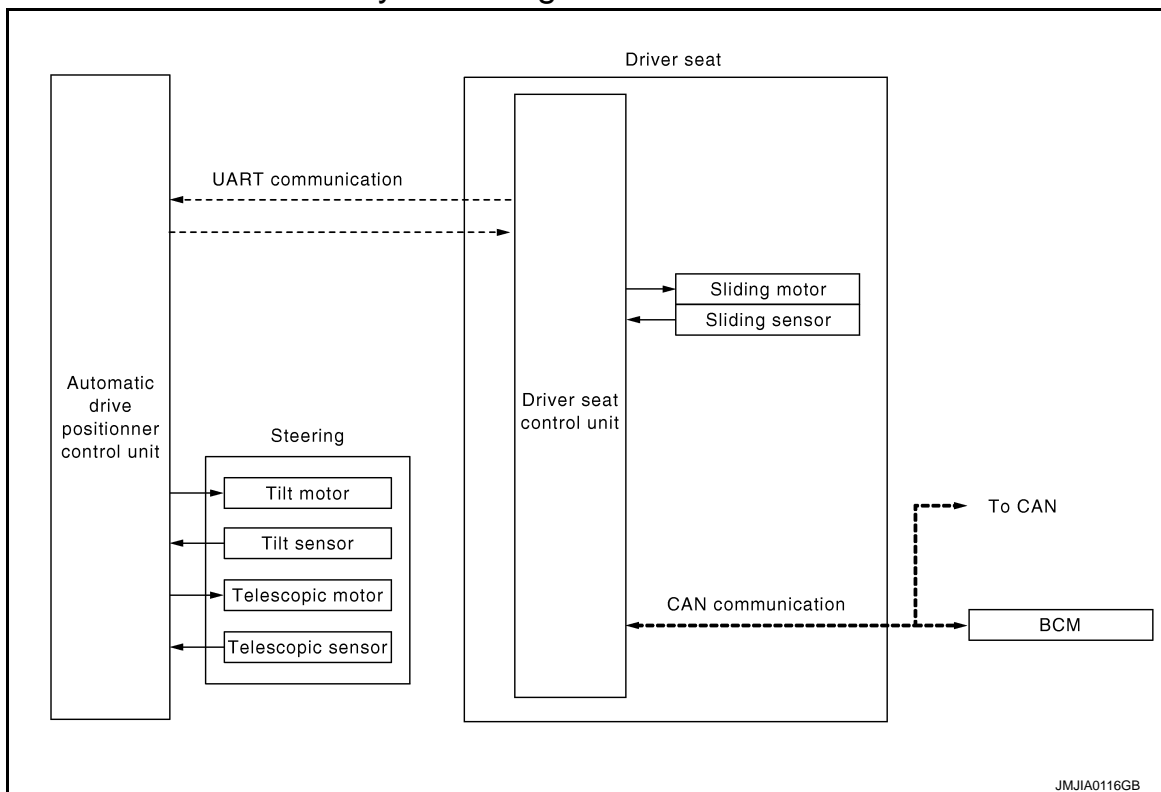 Driver seat
UART communication
Sliding motor
Sliding sensor
Automatic
drive
positionner
control unit
Driver seat
control unit
Steering
Tilt motor
Tilt sensor
Telescopic motor
Telescopic sensor
To CAN
CAN communication
BCM
JMJIA0116GB